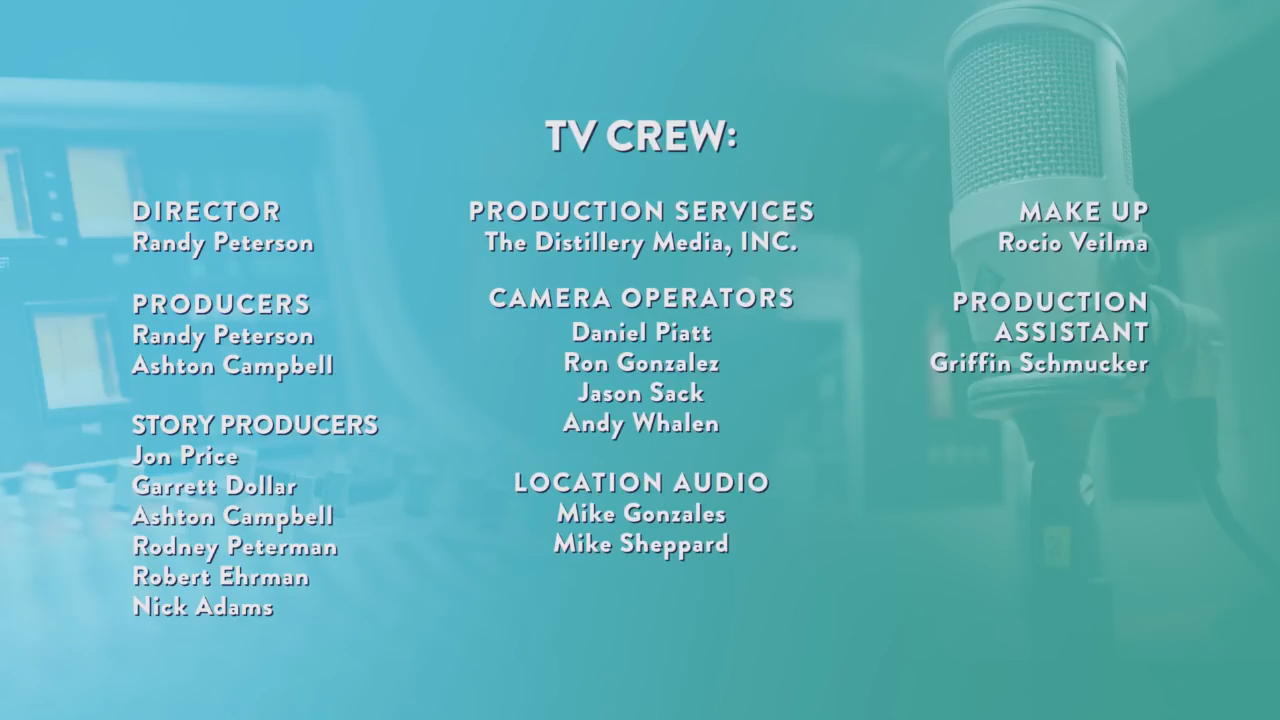 TV CREW:
DIRECTOR
Randy Peterson
PRODUCERS
Randy Peterson
Ashton Campbell
STORY PRODUCERS
Jon Price
Garrett Dollar
Ashton Campbell
Rodney Peterman
Robert Ehrman
Nick Adams
PRODUCTION SERVICES
The Distillery Media, INC.
CAMERA OPERATORS
Daniel Piatt
Ron Gonzalez
Jason Sack
Andy Whalen
LOCATION AUDIO
Mike Gonzales
Mike Sheppard
MAKE UP
Rocio Veilma
PRODUCTION
ASSISTANT
Griffin Schmucker